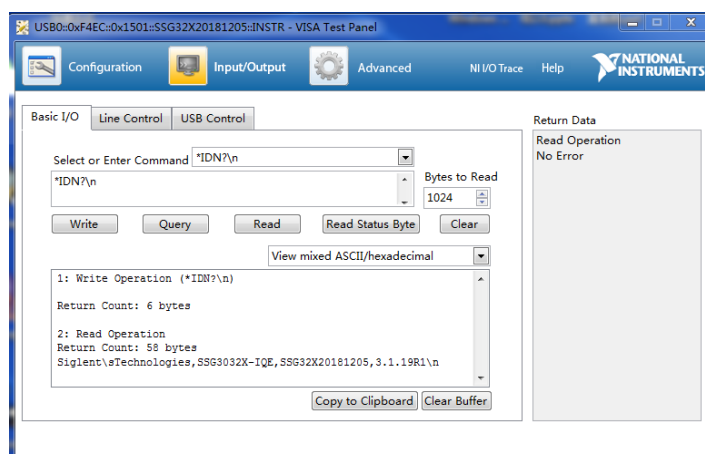 USB0::0xF4EC::0x1501::SSG32X20181205::INSTR - VISA Test Panel
Configuration Input/Output Advanced NI I/O Trace Help NATIONAL INSTRUMENTS
Basic I/O Line Control USB Control
Return Data
Read Operation
No Error
Select or Enter Command *IDN?\n
*IDN?\n
Bytes to Read
1024
Write Query Read Read Status Byte Clear
View mixed ASCII/hexadecimal
1: Write Operation (*IDN?\n)
Return Count: 6 bytes
2: Read Operation
Return Count: 58 bytes
Siglent\sTechnologies,SSG3032X-IQE,SSG32X20181205,3.1.19R1\n
Copy to Clipboard Clear Buffer